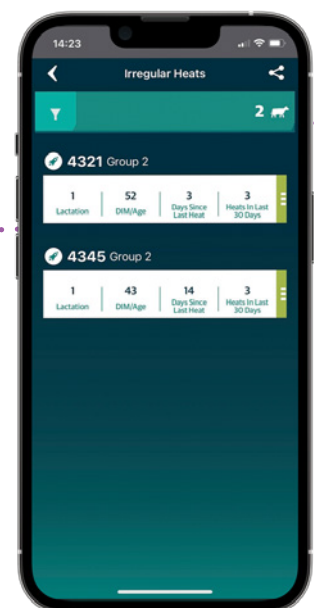 14:23
Irregular Heats
2
4321 Group 2
1 52 3 3
Lactation DIM/Age Days Since Last Heat Heats In Last 30 Days
4345 Group 2
1 43 14 3
Lactation DIM/Age Days Since Last Heat Heats In Last 30 Days